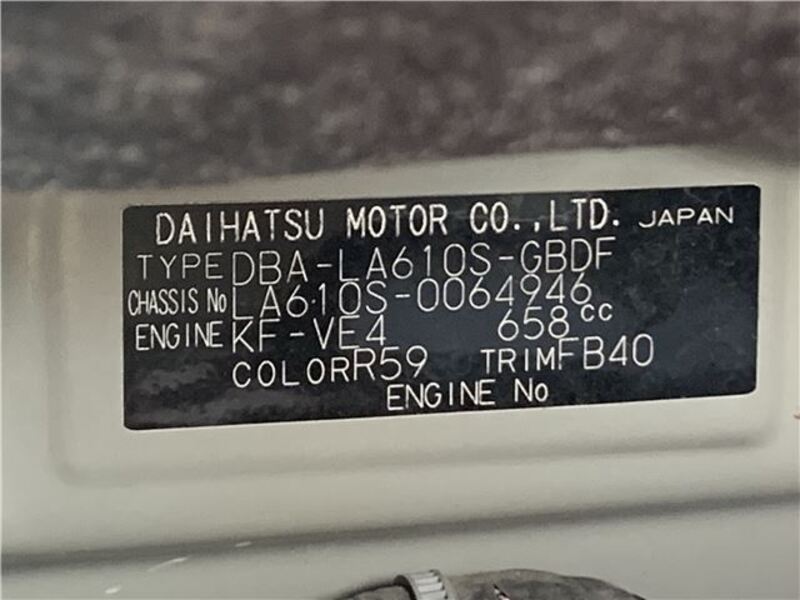 DAIHATSU MOTOR CO.,LTD. JAPAN
TYPE DBA-LA610S-GBDF
CHASSIS No LA610S-0064946
ENGINE KF-VE4 658cc
COLOR R59 TRIM FB40
ENGINE No